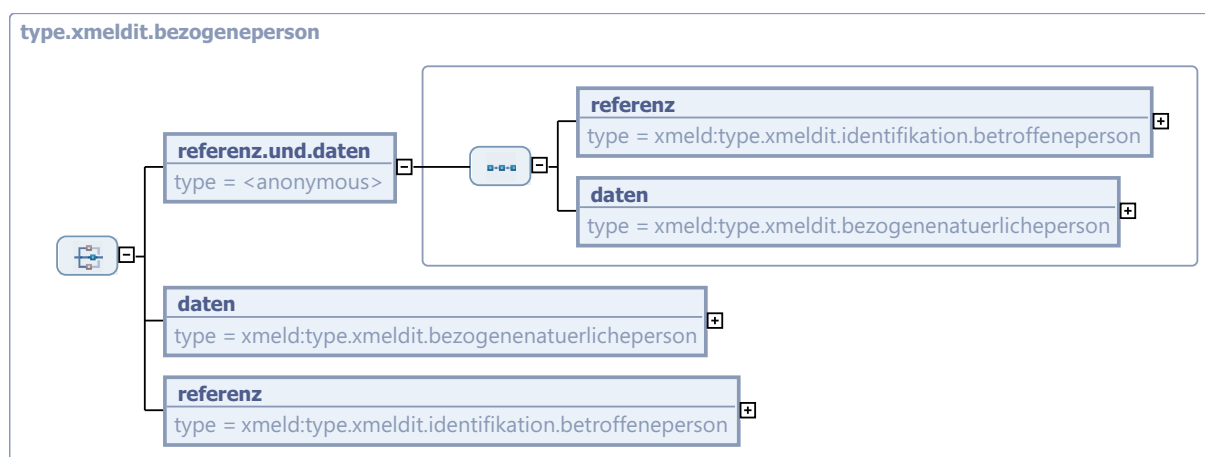 type.xmeldit.bezogeneperson
referenz.und.daten
type = <anonymous>
referenz
type = xmeld:type.xmeldit.identifikation.betroffeneperson
daten
type = xmeld:type.xmeldit.bezogenenatuerlicheperson
daten
type = xmeld:type.xmeldit.bezogenenatuerlicheperson
referenz
type = xmeld:type.xmeldit.identifikation.betroffeneperson